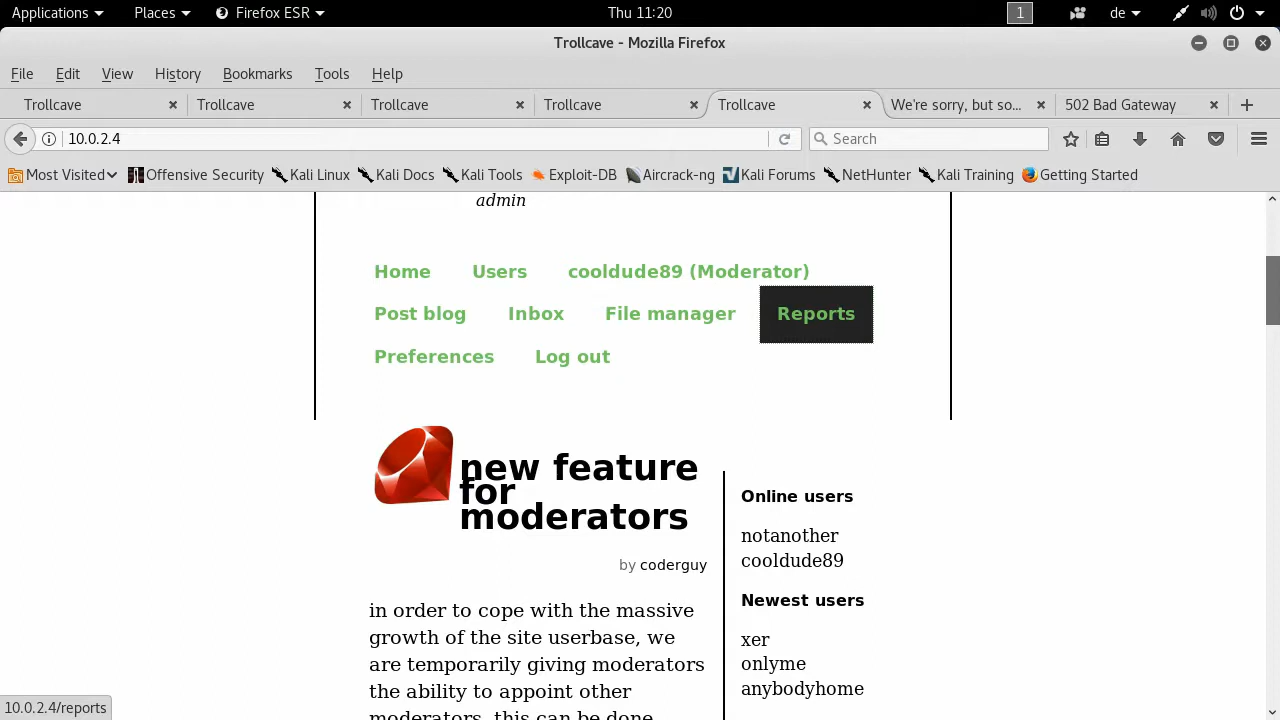 Applications Places Firefox ESR Thu 11:20 1 de
Trollcave - Mozilla Firefox
File Edit View History Bookmarks Tools Help
Trollcave Trollcave Trollcave Trollcave Trollcave We're sorry, but so... 502 Bad Gateway
10.0.2.4 Search
Most Visited Offensive Security Kali Linux Kali Docs Kali Tools Exploit-DB Aircrack-ng Kali Forums NetHunter Kali Training Getting Started
admin
Home Users cooldude89 (Moderator)
Post blog Inbox File manager Reports
Preferences Log out
new feature
for
moderators
by coderguy
in order to cope with the massive
growth of the site userbase, we
are temporarily giving moderators
the ability to appoint other
moderators. this can be done
Online users
notanother
cooldude89
Newest users
xer
onlyme
anybodyhome
10.0.2.4/reports